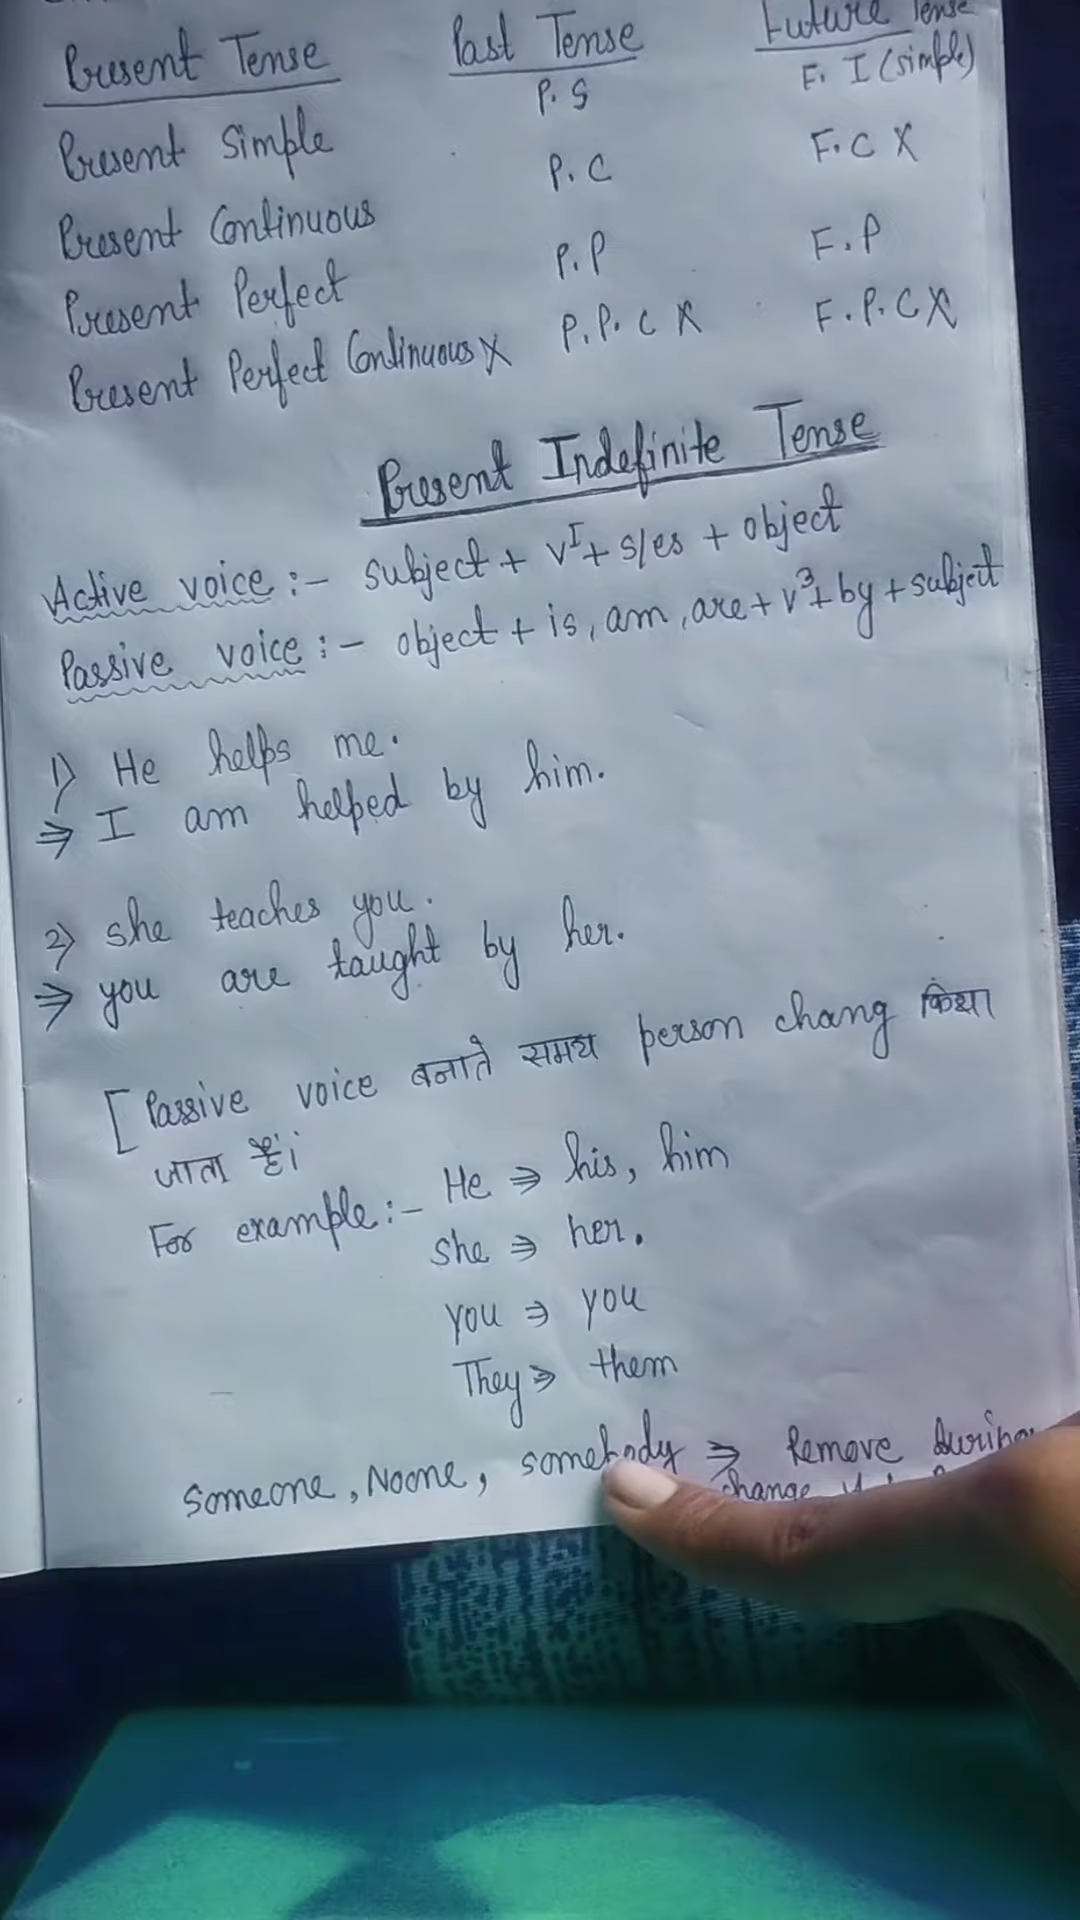 Present Tense Past Tense Future Tense
P.S F. I (simple)
Present Simple
P. C F. C X
Present Continuous
P. P F. P
Present Perfect
Present Perfect Continuous X P. P. C X F. P. C X
Present Indefinite Tense
Active voice :- subject + V^I + s/es + object
Passive voice :- object + is, am, are + V^3 + by + subject
1) He helps me.
⇒ I am helped by him.
2) she teaches you.
⇒ you are taught by her.
[ Passive voice बनाते समय person chang किया
जाता है।
For example :- He ⇒ his, him
she ⇒ her.
you ⇒ you
They ⇒ them
Someone, Noone, somebody ⇒ Remove during
change